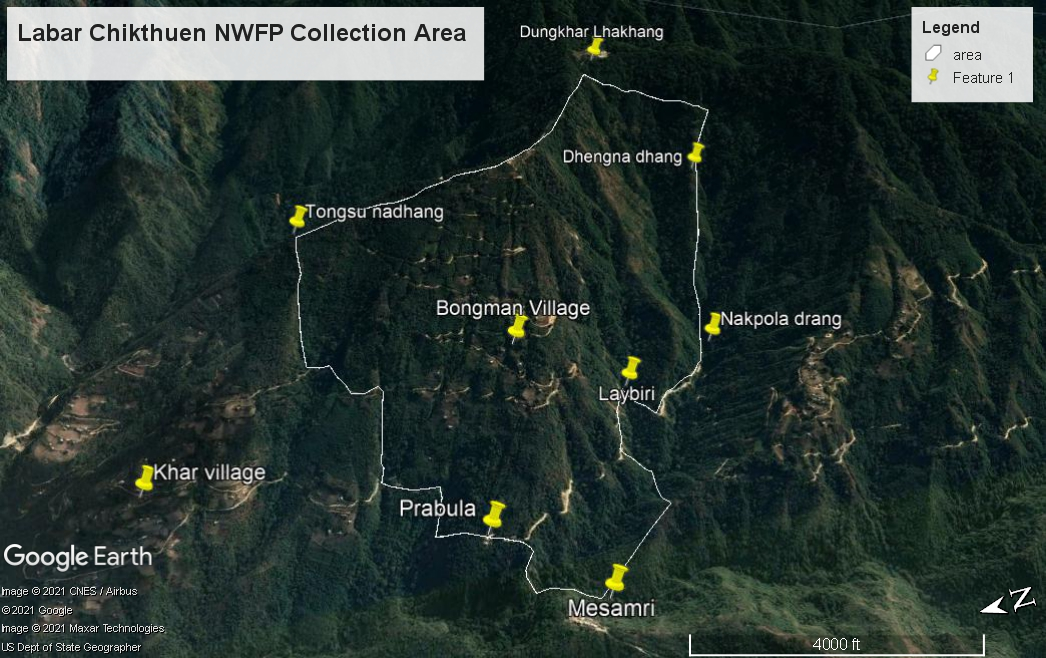 Labar Chikthuen NWFP Collection Area
Dungkhar Lhakhang
Legend
area
Feature 1
Dhengna dhang
Tongsu nadhang
Bongman Village
Nakpola drang
Laybiri
Khar village
Prabula
Google Earth
Image © 2021 CNES / Airbus
© 2021 Google
Image © 2021 Maxar Technologies
US Dept of State Geographer
Mesamri
N
4000 ft